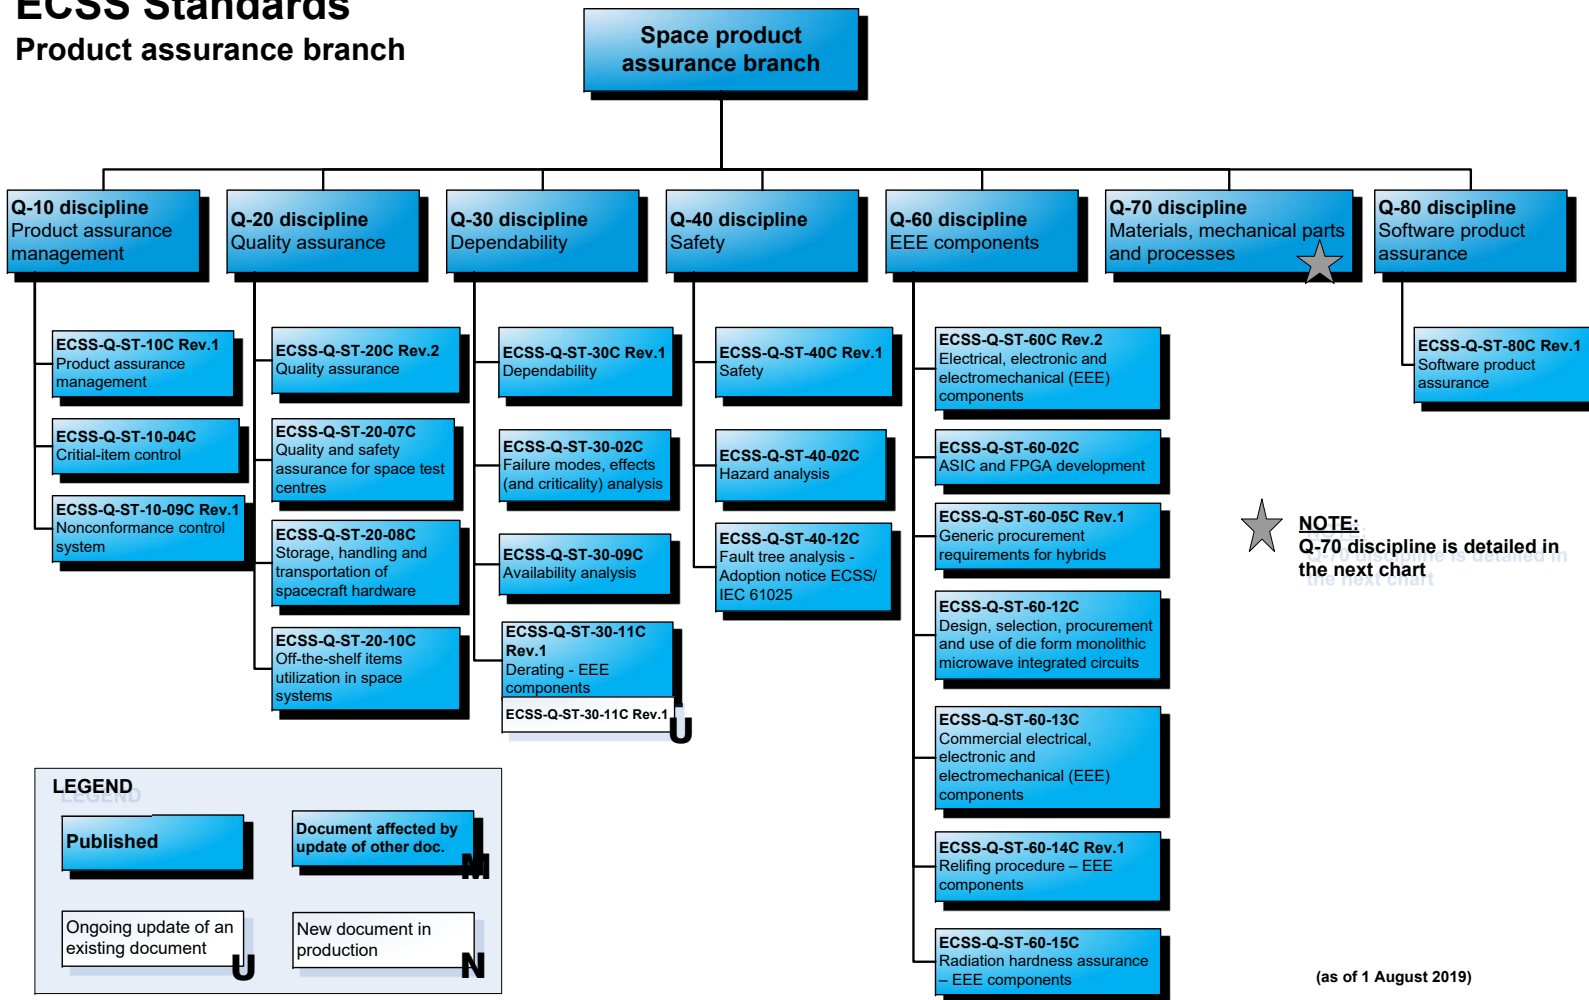 ECSS Standards
Product assurance branch
Space product
assurance branch
Q-10 discipline
Product assurance
management
Q-20 discipline
Quality assurance
Q-30 discipline
Dependability
Q-40 discipline
Safety
Q-60 discipline
EEE components
Q-70 discipline
Materials, mechanical parts
and processes
Q-80 discipline
Software product
assurance
ECSS-Q-ST-10C Rev.1
Product assurance
management
ECSS-Q-ST-10-04C
Critial-item control
ECSS-Q-ST-10-09C Rev.1
Nonconformance control
system
ECSS-Q-ST-20C Rev.2
Quality assurance
ECSS-Q-ST-20-07C
Quality and safety
assurance for space test
centres
ECSS-Q-ST-20-08C
Storage, handling and
transportation of
spacecraft hardware
ECSS-Q-ST-20-10C
Off-the-shelf items
utilization in space
systems
ECSS-Q-ST-30C Rev.1
Dependability
ECSS-Q-ST-30-02C
Failure modes, effects
(and criticality) analysis
ECSS-Q-ST-30-09C
Availability analysis
ECSS-Q-ST-30-11C
Rev.1
Derating - EEE
components
ECSS-Q-ST-30-11C Rev.1
U
ECSS-Q-ST-40C Rev.1
Safety
ECSS-Q-ST-40-02C
Hazard analysis
ECSS-Q-ST-40-12C
Fault tree analysis -
Adoption notice ECSS/
IEC 61025
ECSS-Q-ST-60C Rev.2
Electrical, electronic and
electromechanical (EEE)
components
ECSS-Q-ST-60-02C
ASIC and FPGA development
ECSS-Q-ST-60-05C Rev.1
Generic procurement
requirements for hybrids
ECSS-Q-ST-60-12C
Design, selection, procurement
and use of die form monolithic
microwave integrated circuits
ECSS-Q-ST-60-13C
Commercial electrical,
electronic and
electromechanical (EEE)
components
ECSS-Q-ST-60-14C Rev.1
Relifing procedure – EEE
components
ECSS-Q-ST-60-15C
Radiation hardness assurance
– EEE components
ECSS-Q-ST-80C Rev.1
Software product
assurance
NOTE:
Q-70 discipline is detailed in
the next chart
LEGEND
Published
Document affected by
update of other doc.
M
Ongoing update of an
existing document
U
New document in
production
N
(as of 1 August 2019)